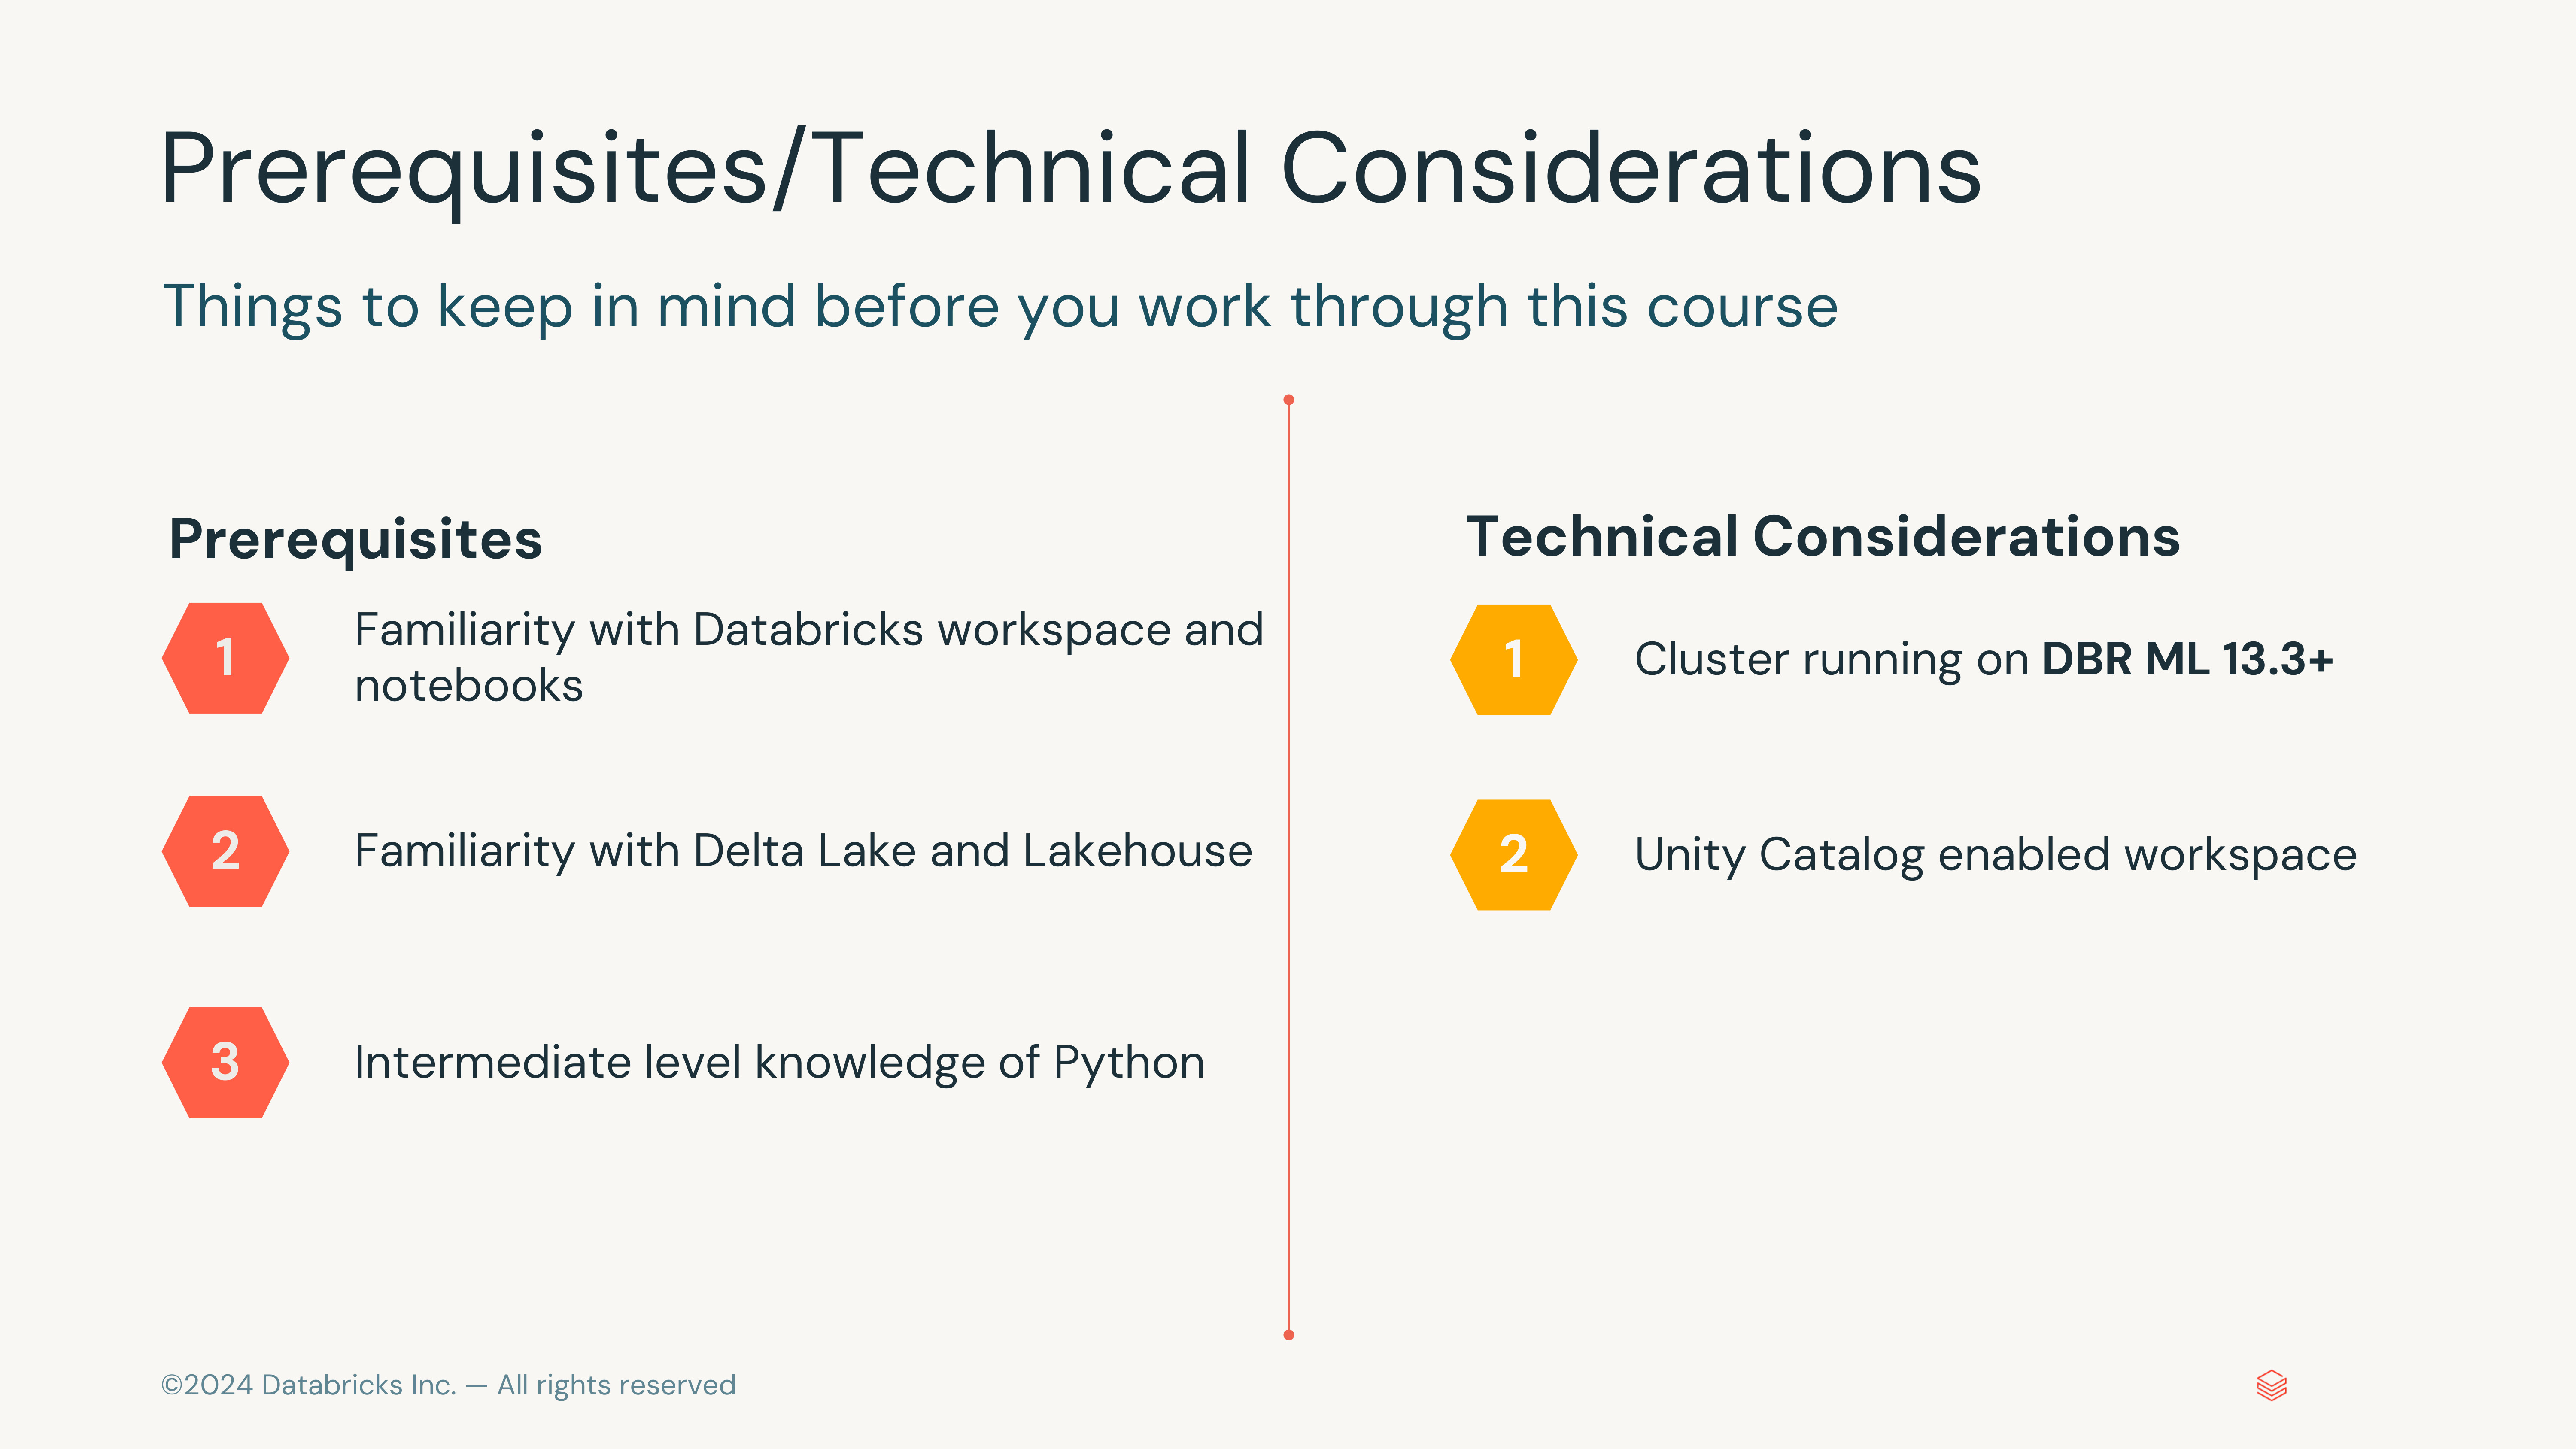 Prerequisites/Technical Considerations
Things to keep in mind before you work through this course
Prerequisites
1
Familiarity with Databricks workspace and
notebooks
2
Familiarity with Delta Lake and Lakehouse
3
Intermediate level knowledge of Python
Technical Considerations
1
Cluster running on DBR ML 13.3+
2
Unity Catalog enabled workspace
©2024 Databricks Inc. — All rights reserved